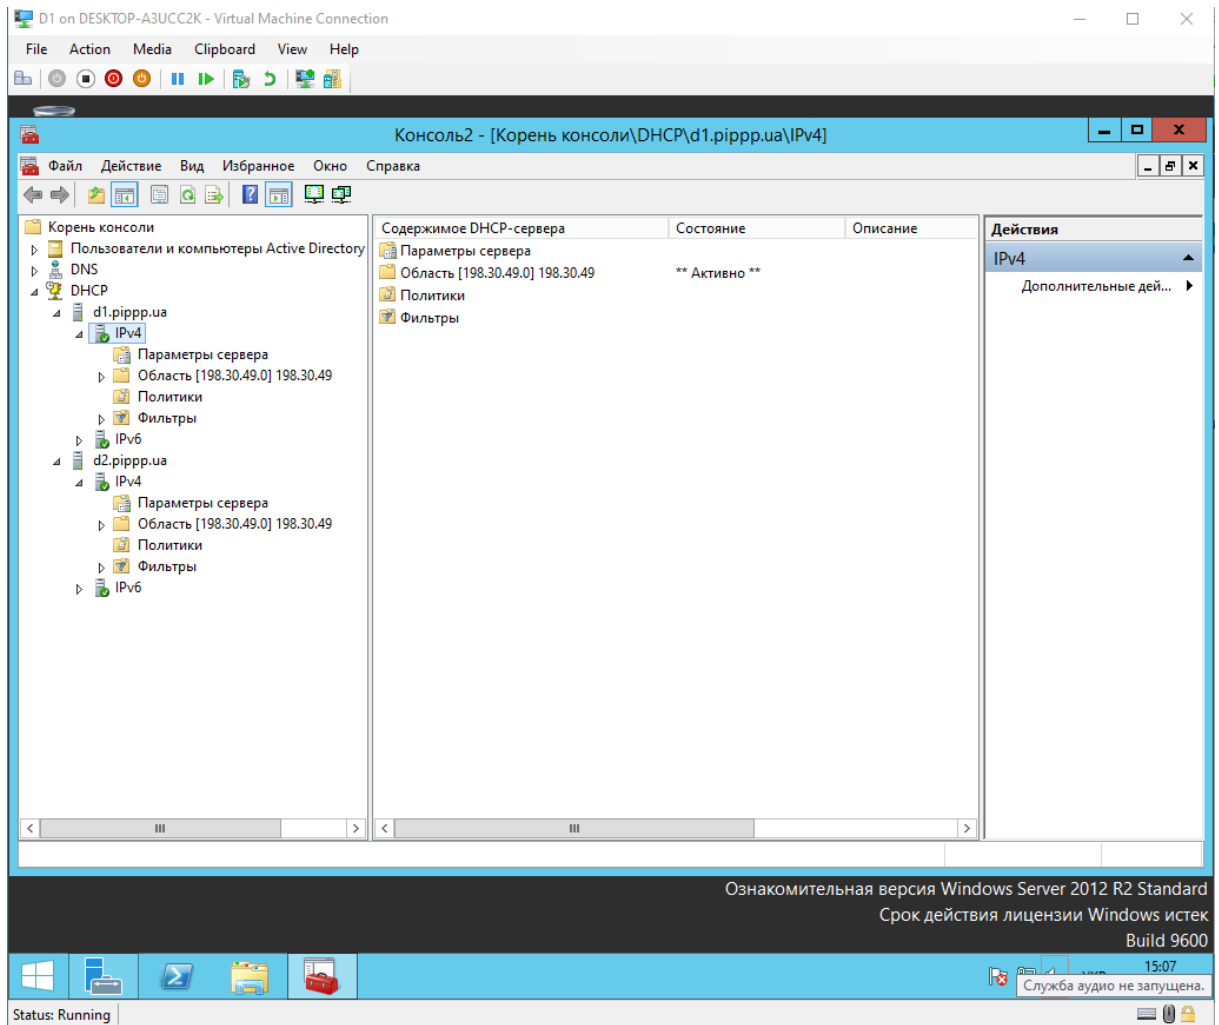 D1 on DESKTOP-A3UCC2K - Virtual Machine Connection
File Action Media Clipboard View Help
Консоль2 - [Корень консоли\DHCP\d1.pippp.ua\IPv4]
Файл Действие Вид Избранное Окно Справка
Корень консоли
Пользователи и компьютеры Active Directory
DNS
DHCP
d1.pippp.ua
IPv4
Параметры сервера
Область [198.30.49.0] 198.30.49
Политики
Фильтры
IPv6
d2.pippp.ua
IPv4
Параметры сервера
Область [198.30.49.0] 198.30.49
Политики
Фильтры
IPv6
Содержимое DHCP-сервера Состояние Описание
Параметры сервера
Область [198.30.49.0] 198.30.49 ** Активно **
Политики
Фильтры
Действия
IPv4
Дополнительные дей...
Ознакомительная версия Windows Server 2012 R2 Standard
Срок действия лицензии Windows истек
Build 9600
15:07
Служба аудио не запущена.
Status: Running